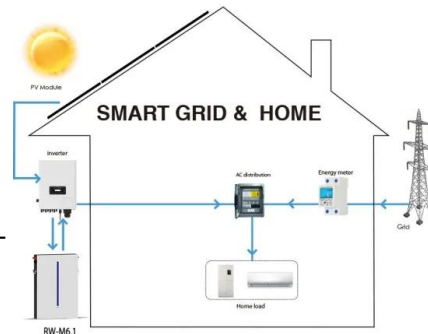 PV Module
SMART GRID & HOME
inverter
AC distribution
Energy meter
Grid
Home load
RW-M6.1